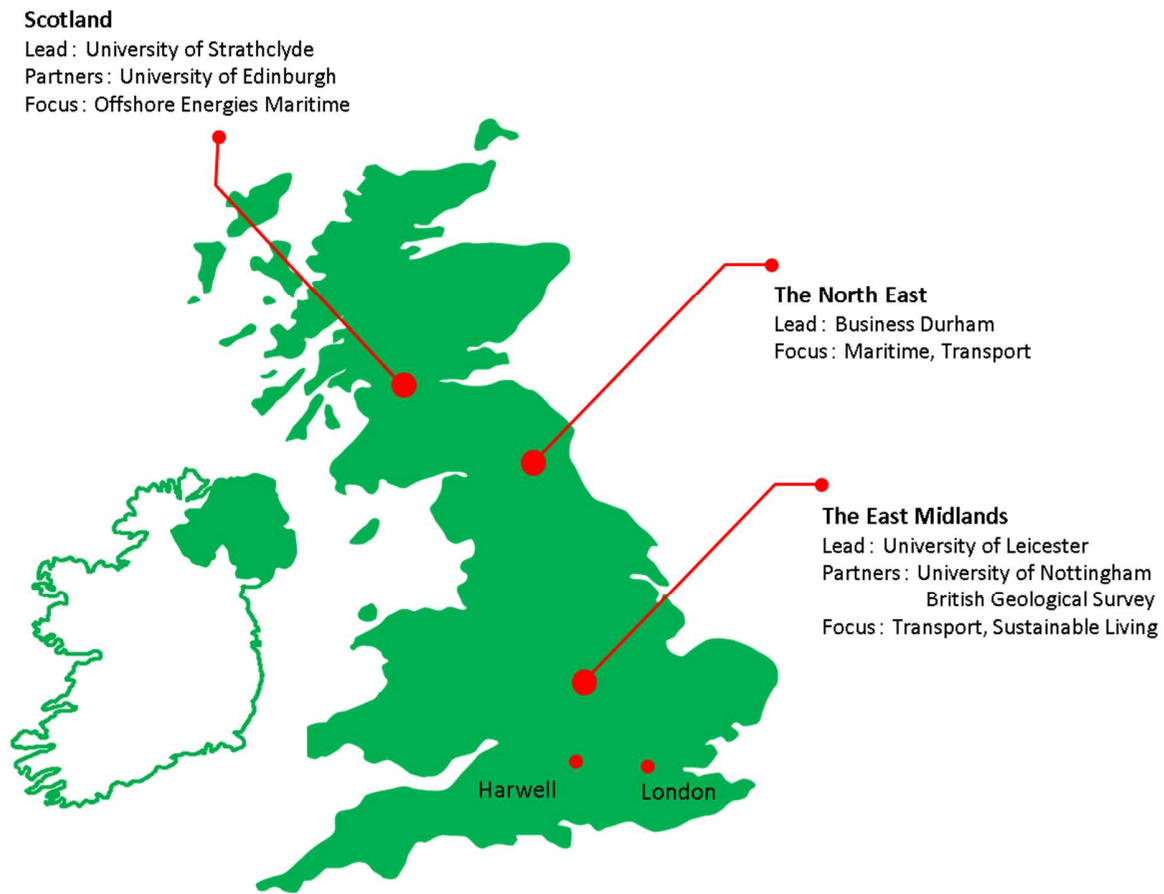 Scotland
Lead : University of Strathclyde
Partners : University of Edinburgh
Focus : Offshore Energies Maritime
The North East
Lead : Business Durham
Focus : Maritime, Transport
The East Midlands
Lead : University of Leicester
Partners : University of Nottingham
British Geological Survey
Focus : Transport, Sustainable Living
Harwell
London